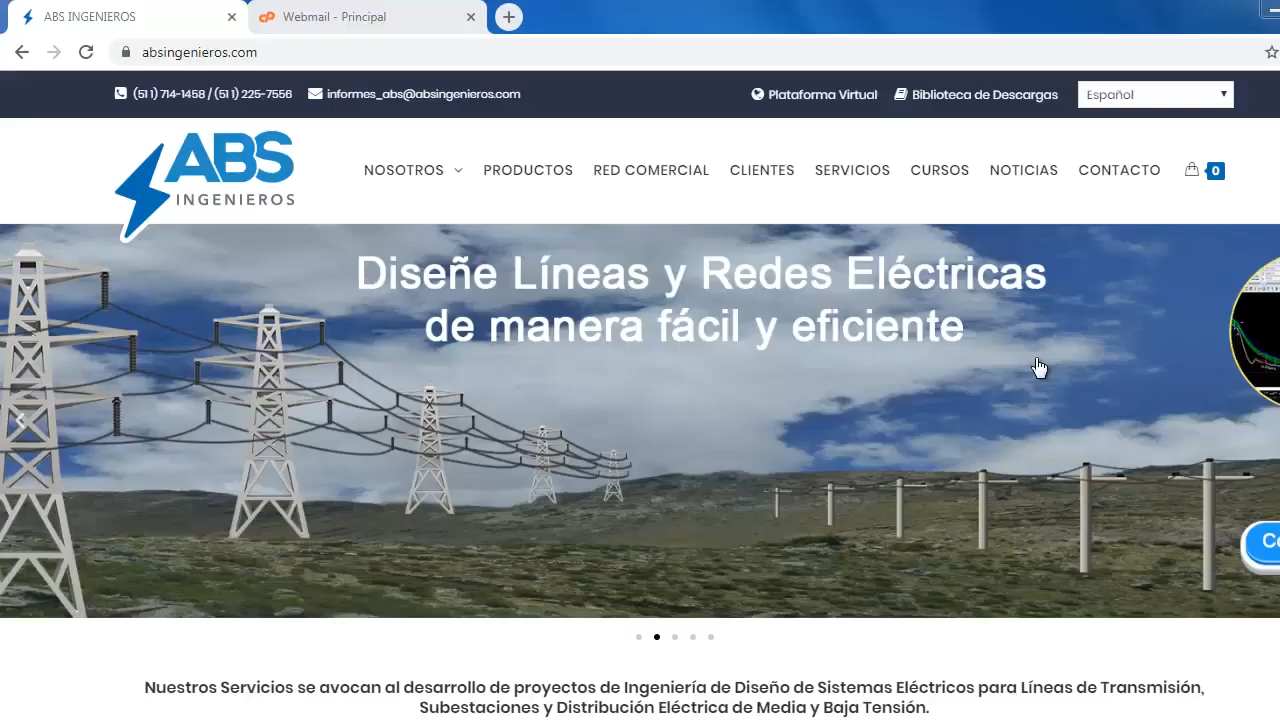 ABS INGENIEROS
Webmail - Principal
absingenieros.com
(51 1) 714-1458 / (51 1) 225-7556
informes_abs@absingenieros.com
Plataforma Virtual
Biblioteca de Descargas
Español
ABS
INGENIEROS
NOSOTROS
PRODUCTOS
RED COMERCIAL
CLIENTES
SERVICIOS
CURSOS
NOTICIAS
CONTACTO
0
Diseñe Líneas y Redes Eléctricas
de manera fácil y eficiente
Nuestros Servicios se avocan al desarrollo de proyectos de Ingeniería de Diseño de Sistemas Eléctricos para Líneas de Transmisión,
Subestaciones y Distribución Eléctrica de Media y Baja Tensión.